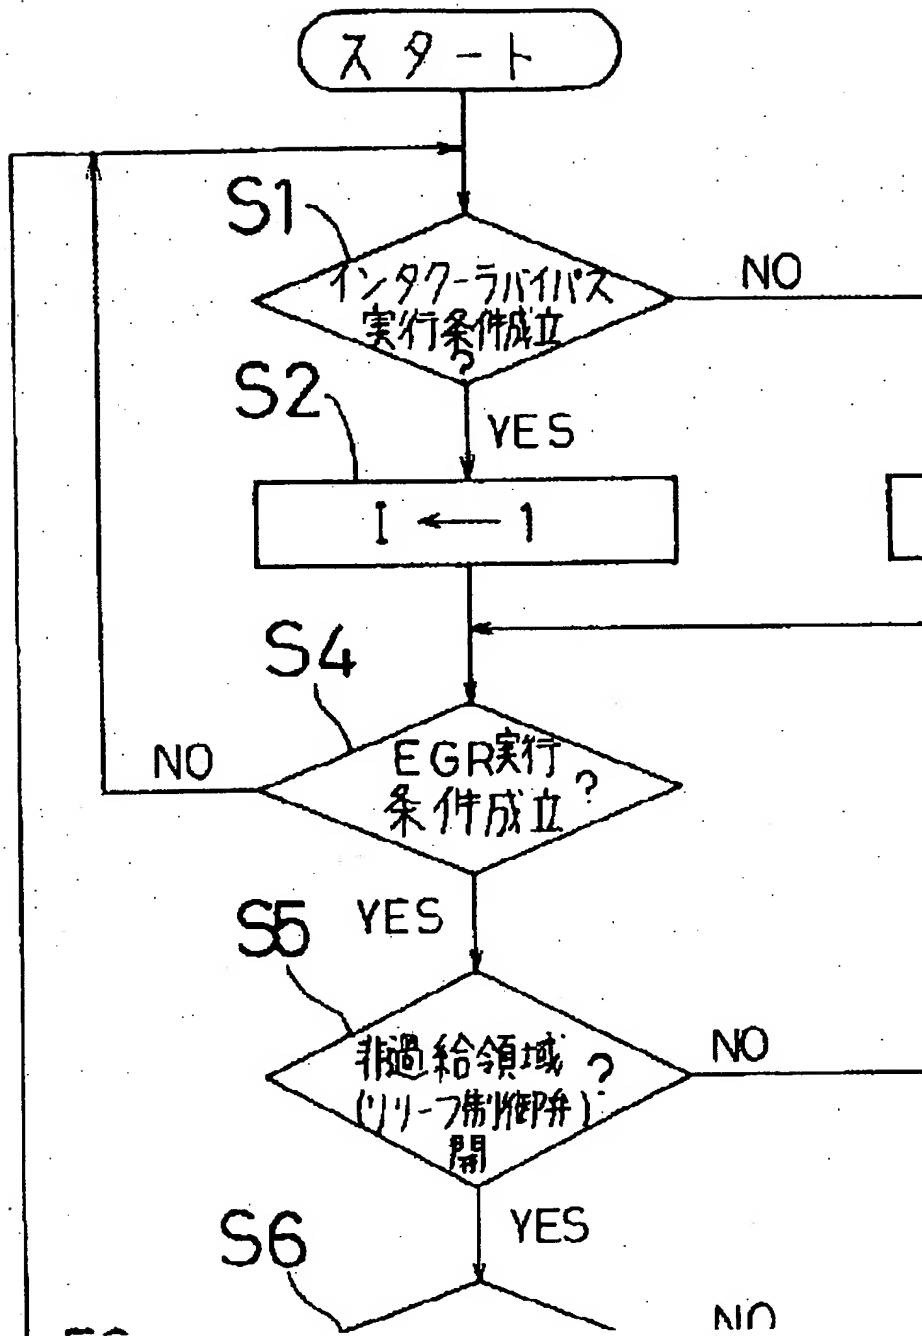 スタート
S1
インタクーラバイパス
実行条件成立
?
NO
S2
YES
I ← 1
S4
EGR実行
条件成立?
NO
YES
S5
非過給領域?
(リリーフ制御弁)
開
NO
YES
S6
NO